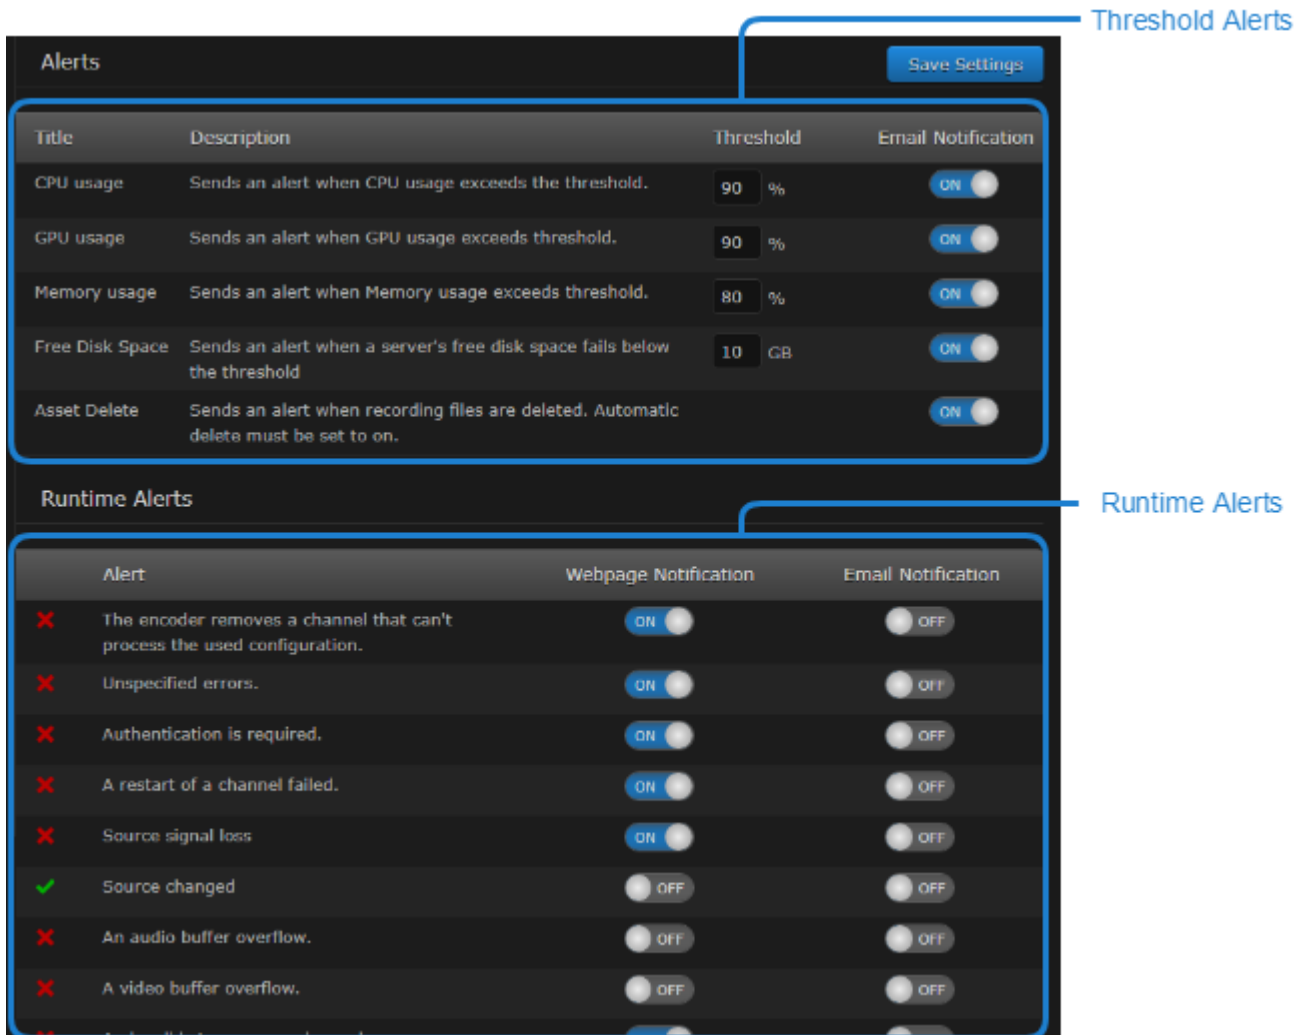 Threshold Alerts
Alerts
Save Settings
Title Description Threshold Email Notification
CPU usage Sends an alert when CPU usage exceeds the threshold. 90 % ON
GPU usage Sends an alert when GPU usage exceeds threshold. 90 % ON
Memory usage Sends an alert when Memory usage exceeds threshold. 80 % ON
Free Disk Space Sends an alert when a server's free disk space fails below 10 GB ON
the threshold
Asset Delete Sends an alert when recording files are deleted. Automatic ON
delete must be set to on.
Runtime Alerts
Runtime Alerts
Alert Webpage Notification Email Notification
The encoder removes a channel that can't ON OFF
process the used configuration.
Unspecified errors. ON OFF
Authentication is required. ON OFF
A restart of a channel failed. ON OFF
Source signal loss ON OFF
Source changed OFF OFF
An audio buffer overflow. OFF OFF
A video buffer overflow. OFF OFF